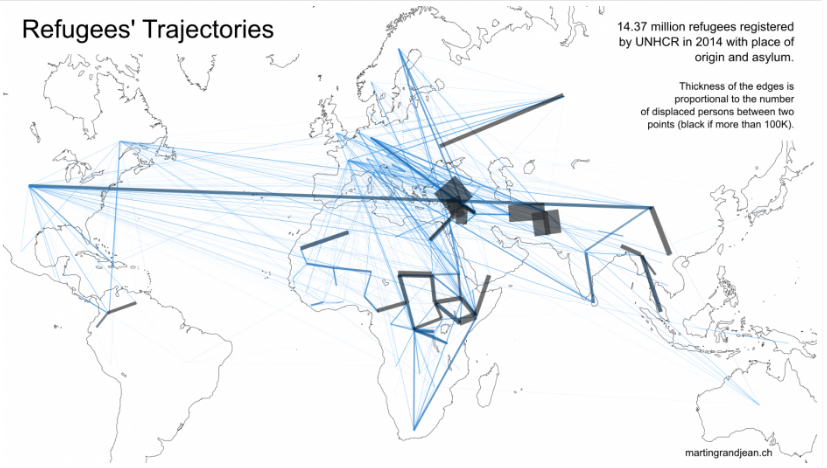 Refugees' Trajectories
14.37 million refugees registered
by UNHCR in 2014 with place of
origin and asylum.
Thickness of the edges is
proportional to the number
of displaced persons between two
points (black if more than 100K).
martingrandjean.ch